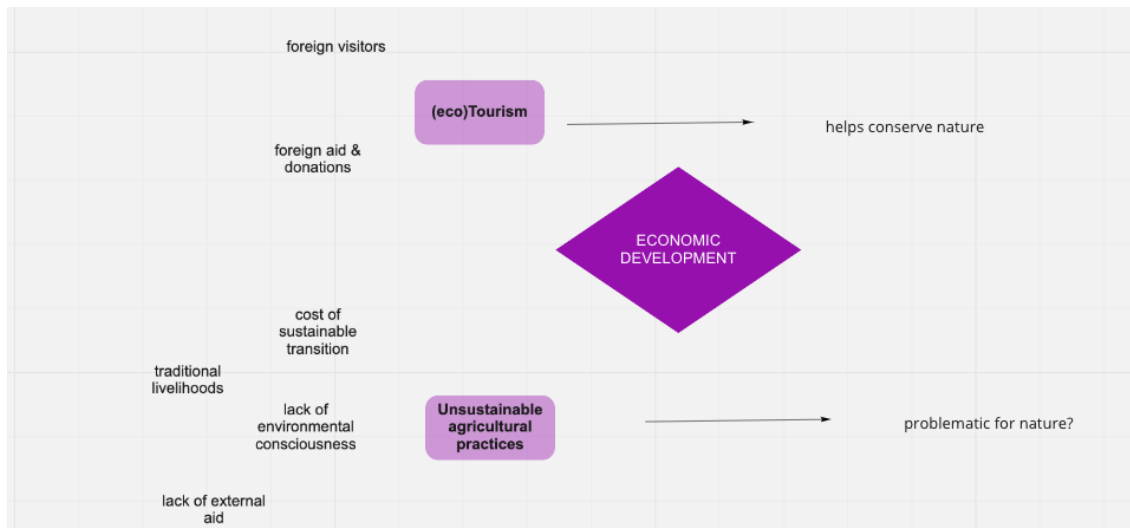 foreign visitors
(eco)Tourism
helps conserve nature
foreign aid &
donations
ECONOMIC
DEVELOPMENT
cost of
sustainable
transition
traditional
livelihoods
lack of
environmental
consciousness
Unsustainable
agricultural
practices
problematic for nature?
lack of external
aid